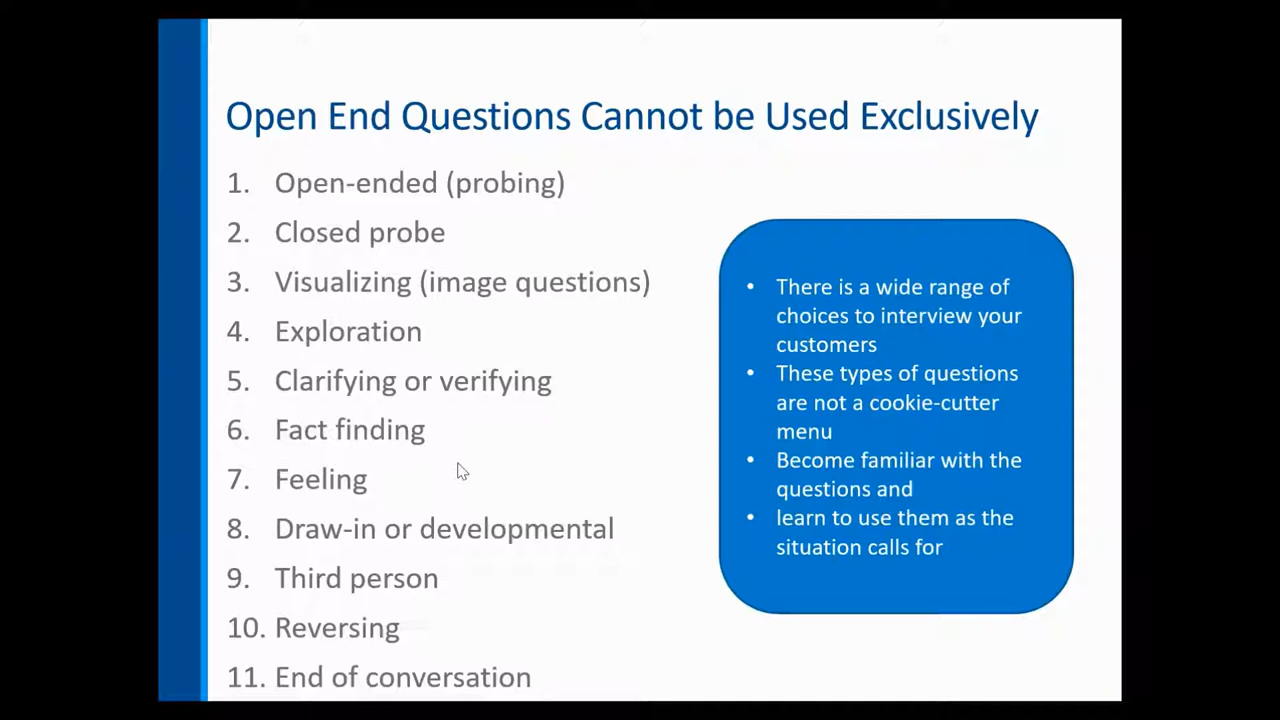 Open End Questions Cannot be Used Exclusively
1. Open-ended (probing)
2. Closed probe
3. Visualizing (image questions)
4. Exploration
5. Clarifying or verifying
6. Fact finding
7. Feeling
8. Draw-in or developmental
9. Third person
10. Reversing
11. End of conversation
• There is a wide range of
choices to interview your
customers
• These types of questions
are not a cookie-cutter
menu
• Become familiar with the
questions and
• learn to use them as the
situation calls for